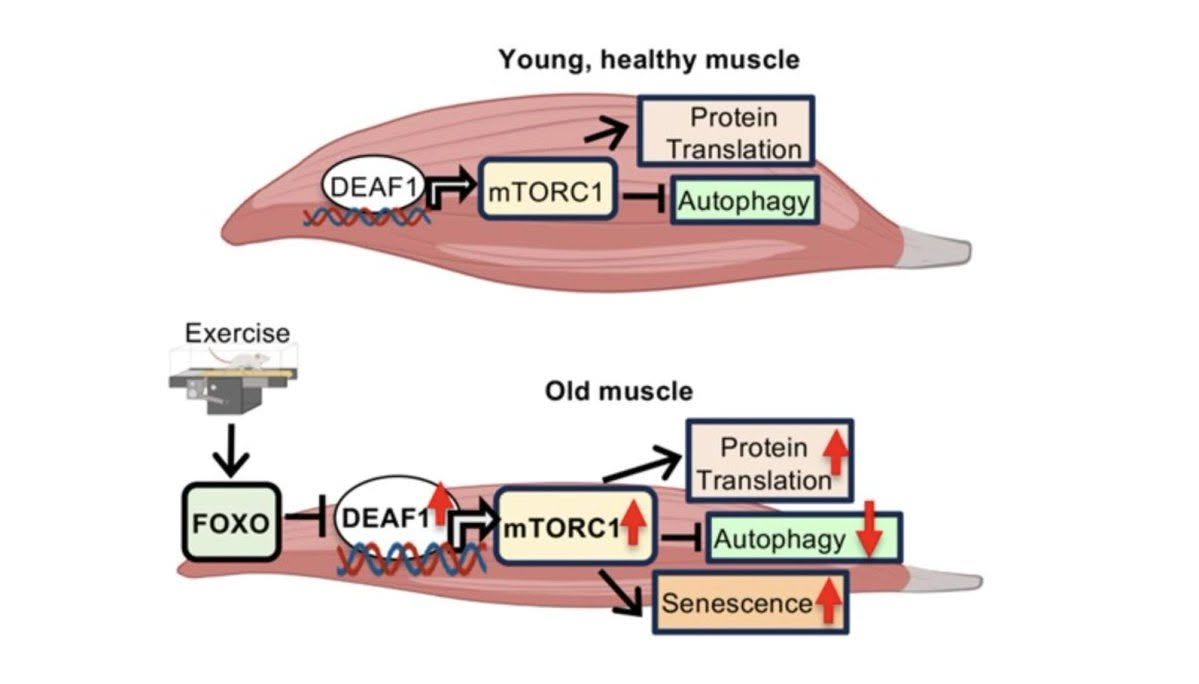 Young, healthy muscle
Protein
Translation
DEAF1
mTORC1
Autophagy
Exercise
Old muscle
Protein
Translation
FOXO
DEAF1
mTORC1
Autophagy
Senescence